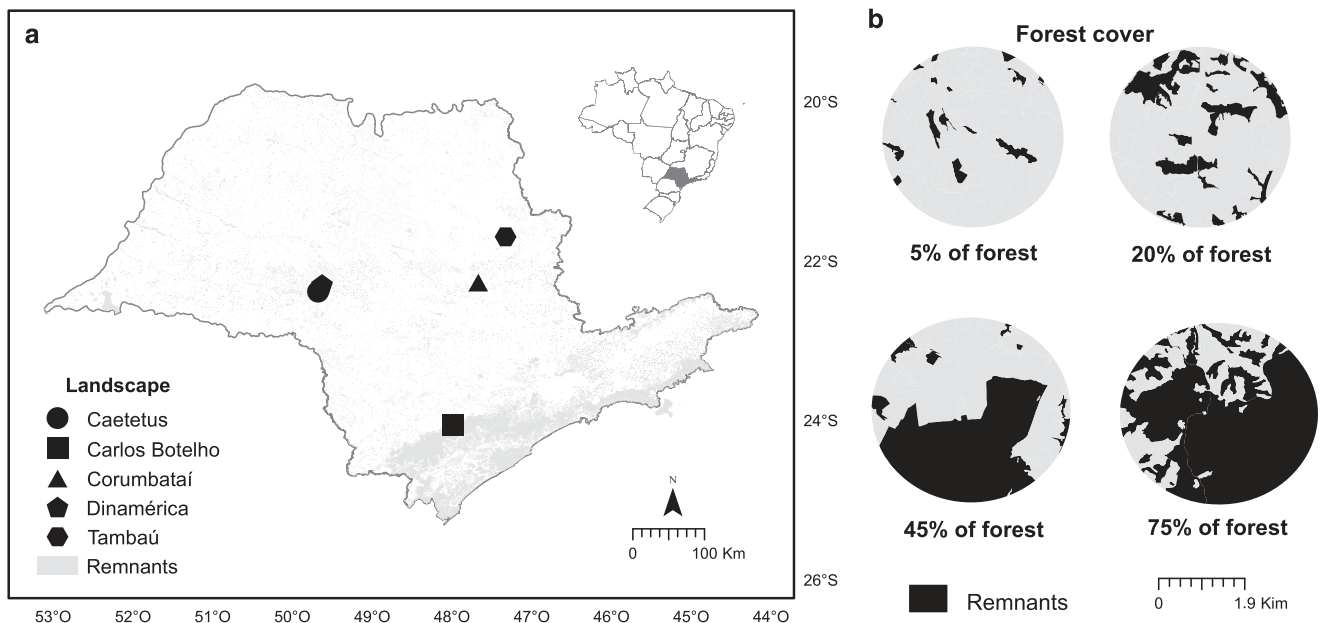 a
20°S
22°S
24°S
26°S
Landscape
Caetetus
Carlos Botelho
Corumbataí
Dinamérica
Tambaú
Remnants
N
0 100 Km
53°O 52°O 51°O 50°O 49°O 48°O 47°O 46°O 45°O 44°O
b
Forest cover
5% of forest 20% of forest
45% of forest 75% of forest
Remnants
0 1.9 Kim